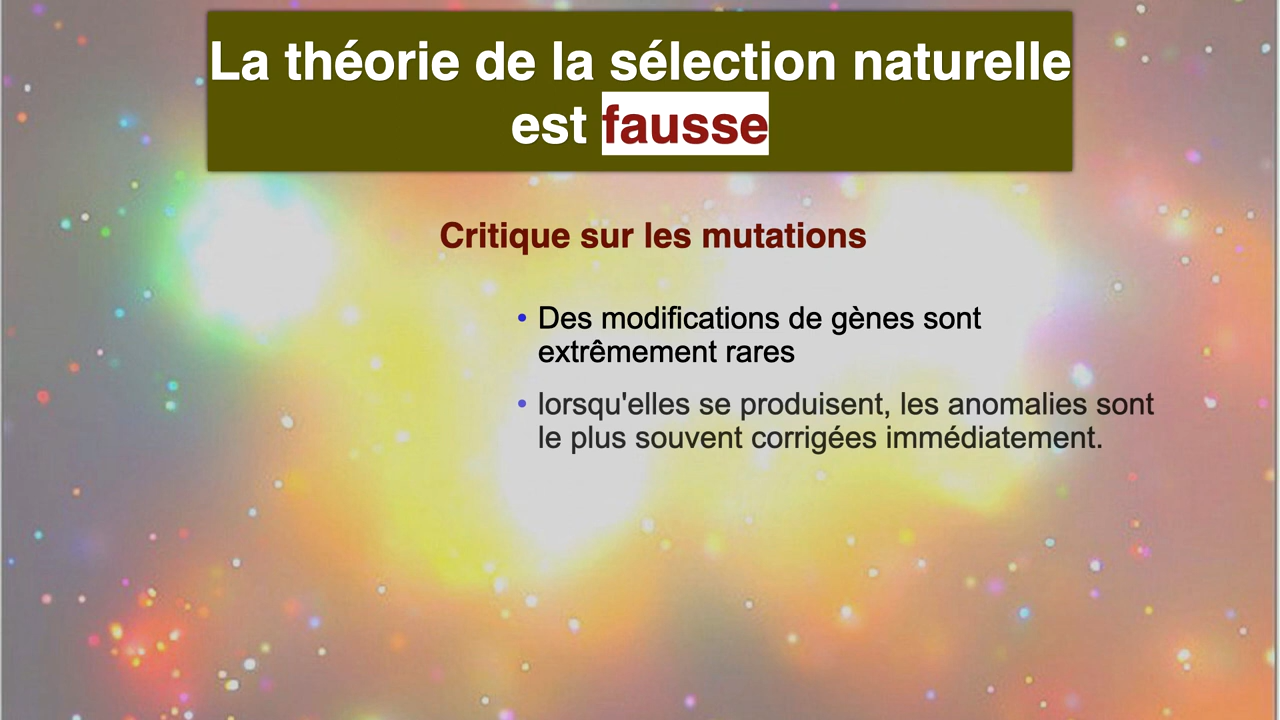 La théorie de la sélection naturelle
est fausse
Critique sur les mutations
• Des modifications de gènes sont
extrêmement rares
• lorsqu'elles se produisent, les anomalies sont
le plus souvent corrigées immédiatement.